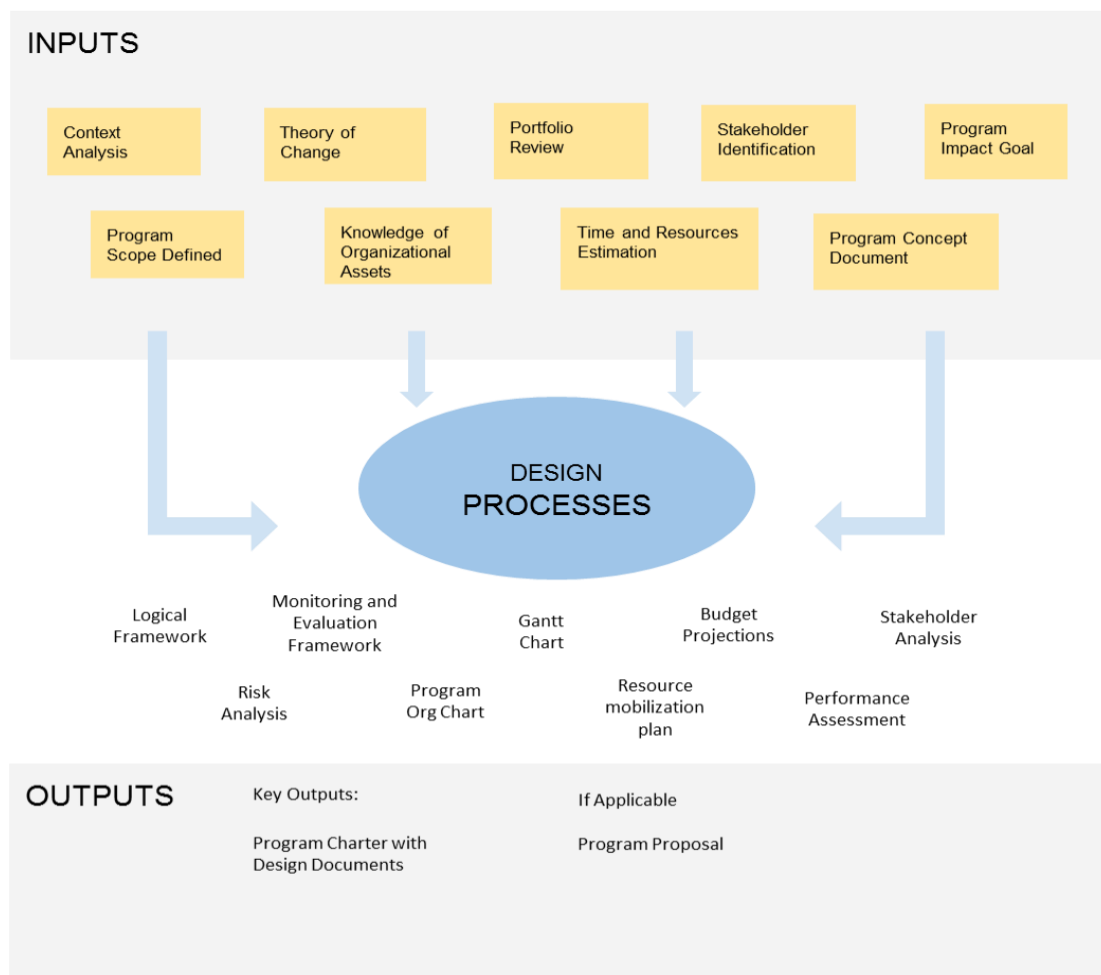 INPUTS
Context
Analysis
Theory of
Change
Portfolio
Review
Stakeholder
Identification
Program
Impact Goal
Program
Scope Defined
Knowledge of
Organizational
Assets
Time and Resources
Estimation
Program Concept
Document
DESIGN
PROCESSES
Logical
Framework
Monitoring and
Evaluation
Framework
Gantt
Chart
Budget
Projections
Stakeholder
Analysis
Risk
Analysis
Program
Org Chart
Resource
mobilization
plan
Performance
Assessment
OUTPUTS
Key Outputs:
Program Charter with
Design Documents
If Applicable
Program Proposal